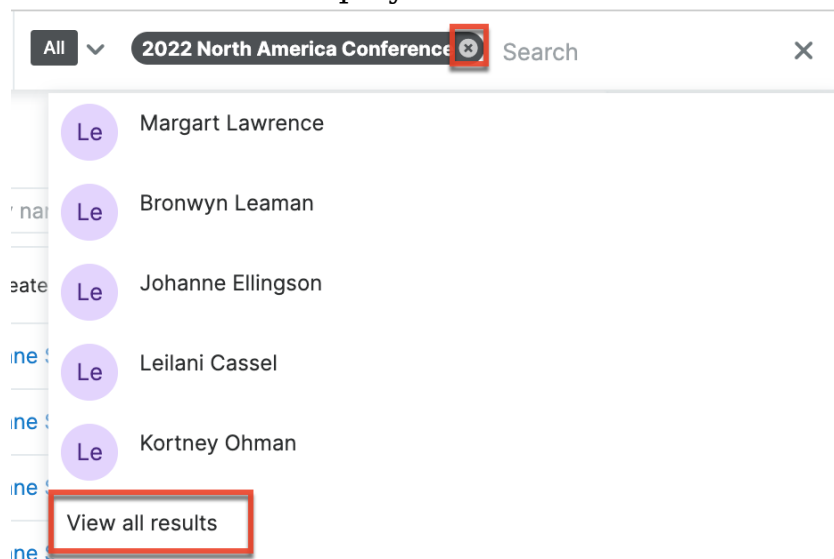 All
2022 North America Conference
Search
Le Margart Lawrence
Le Bronwyn Leaman
Le Johanne Ellingson
Le Leilani Cassel
Le Kortney Ohman
View all results